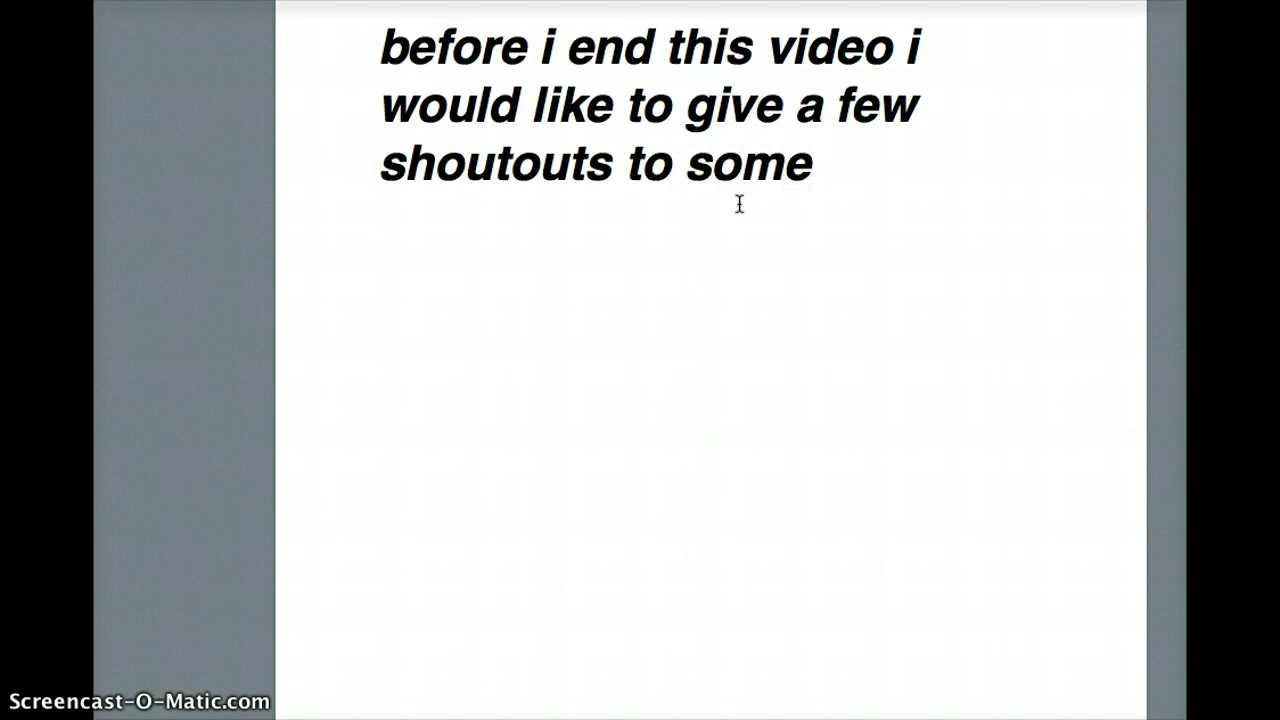 before i end this video i
would like to give a few
shoutouts to some
Screencast-O-Matic.com